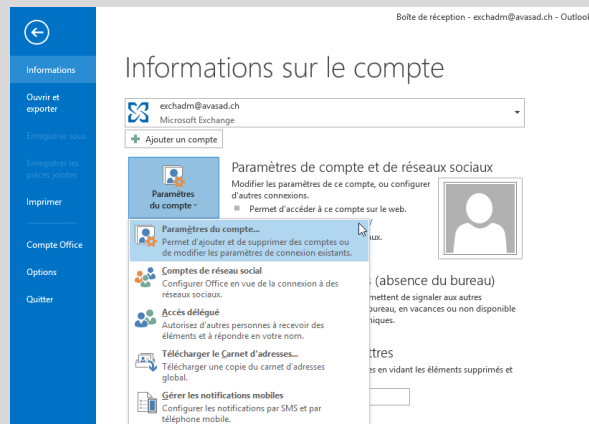 Boîte de réception - exchadm@avasad.ch - Outlook
Informations
Ouvrir et
exporter
Enregistrer sous
Enregistrer les
pièces jointes
Imprimer
Compte Office
Options
Quitter
Informations sur le compte
exchadm@avasad.ch
Microsoft Exchange
Ajouter un compte
Paramètres
du compte
Paramètres de compte et de réseaux sociaux
Modifier les paramètres de ce compte, ou configurer
d'autres connexions.
Permet d'accéder à ce compte sur le web.
Paramètres du compte...
Permet d'ajouter et de supprimer des comptes ou
de modifier les paramètres de connexion existants.
Comptes de réseau social
Configurer Office en vue de la connexion à des
réseaux sociaux.
Accès délégué
Autorisez d'autres personnes à recevoir des
éléments et à répondre en votre nom.
Télécharger le Carnet d'adresses...
Télécharger une copie du carnet d'adresses
global.
Gérer les notifications mobiles
Configurer les notifications par SMS et par
téléphone mobile.
(absence du bureau)
mettent de signaler aux autres
bureau, en vacances ou non disponible
niques.
ttres
es en vidant les éléments supprimés et